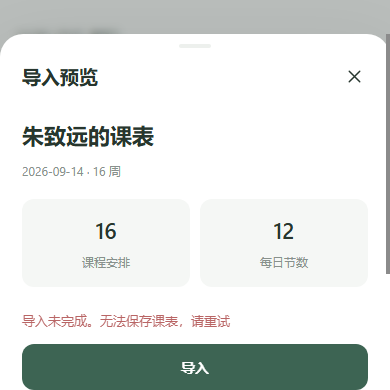 导入预览
朱致远的课表
2026-09-14 · 16 周
16
课程安排
12
每日节数
导入未完成。无法保存课表，请重试
导入